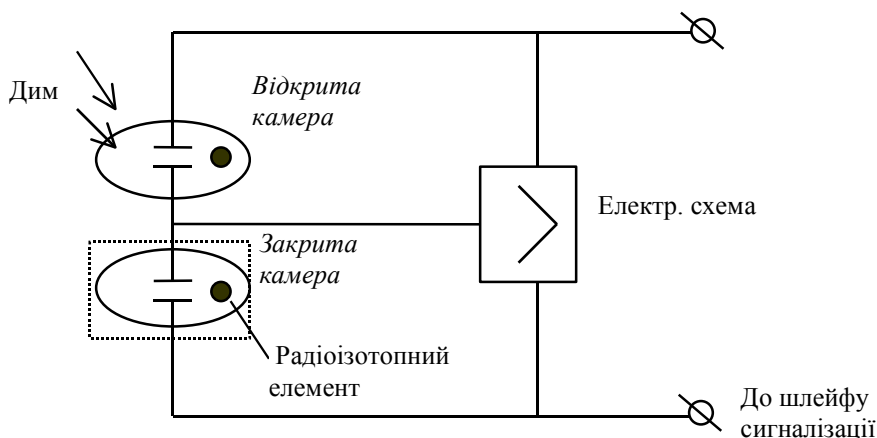 Дим
Відкрита
камера
Електр. схема
Закрита
камера
Радіоізотопний
елемент
До шлейфу
сигналізації